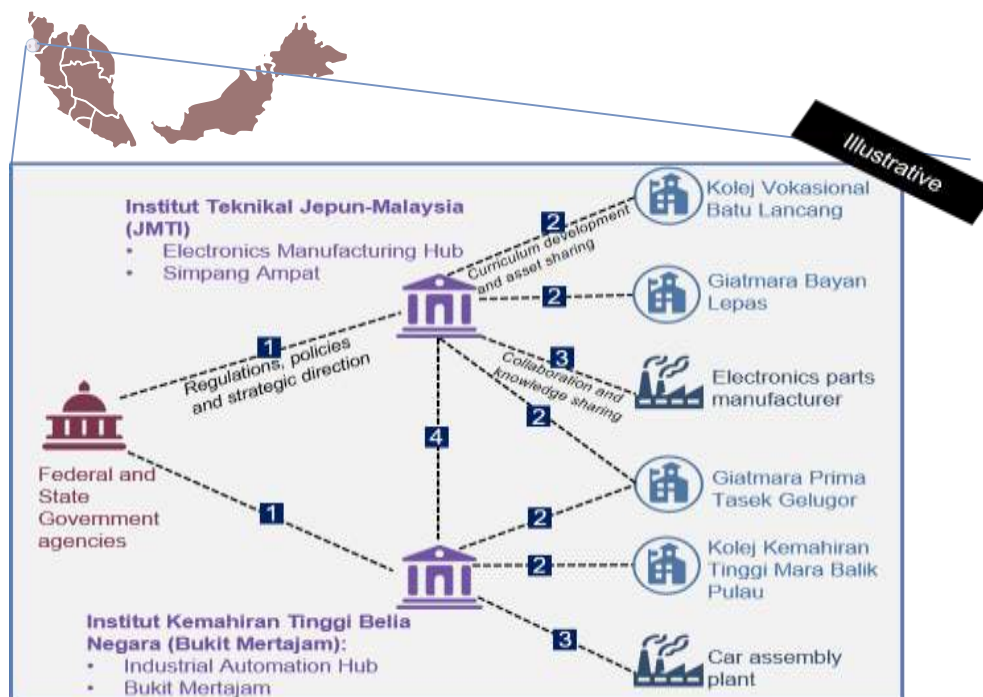 Illustrative
Institut Teknikal Jepun-Malaysia
(JMTI)
• Electronics Manufacturing Hub
• Simpang Ampat
2
Curriculum development
and asset sharing
Kolej Vokasional
Batu Lancang
2
Giatmara Bayan
Lepas
1
Regulations, policies
and strategic direction
3
Collaboration and
knowledge sharing
Electronics parts
manufacturer
2
4
Federal and
State
Government
agencies
1
2
Giatmara Prima
Tasek Gelugor
2
Kolej Kemahiran
Tinggi Mara Balik
Pulau
Institut Kemahiran Tinggi Belia
Negara (Bukit Mertajam):
• Industrial Automation Hub
• Bukit Mertajam
3
Car assembly
plant